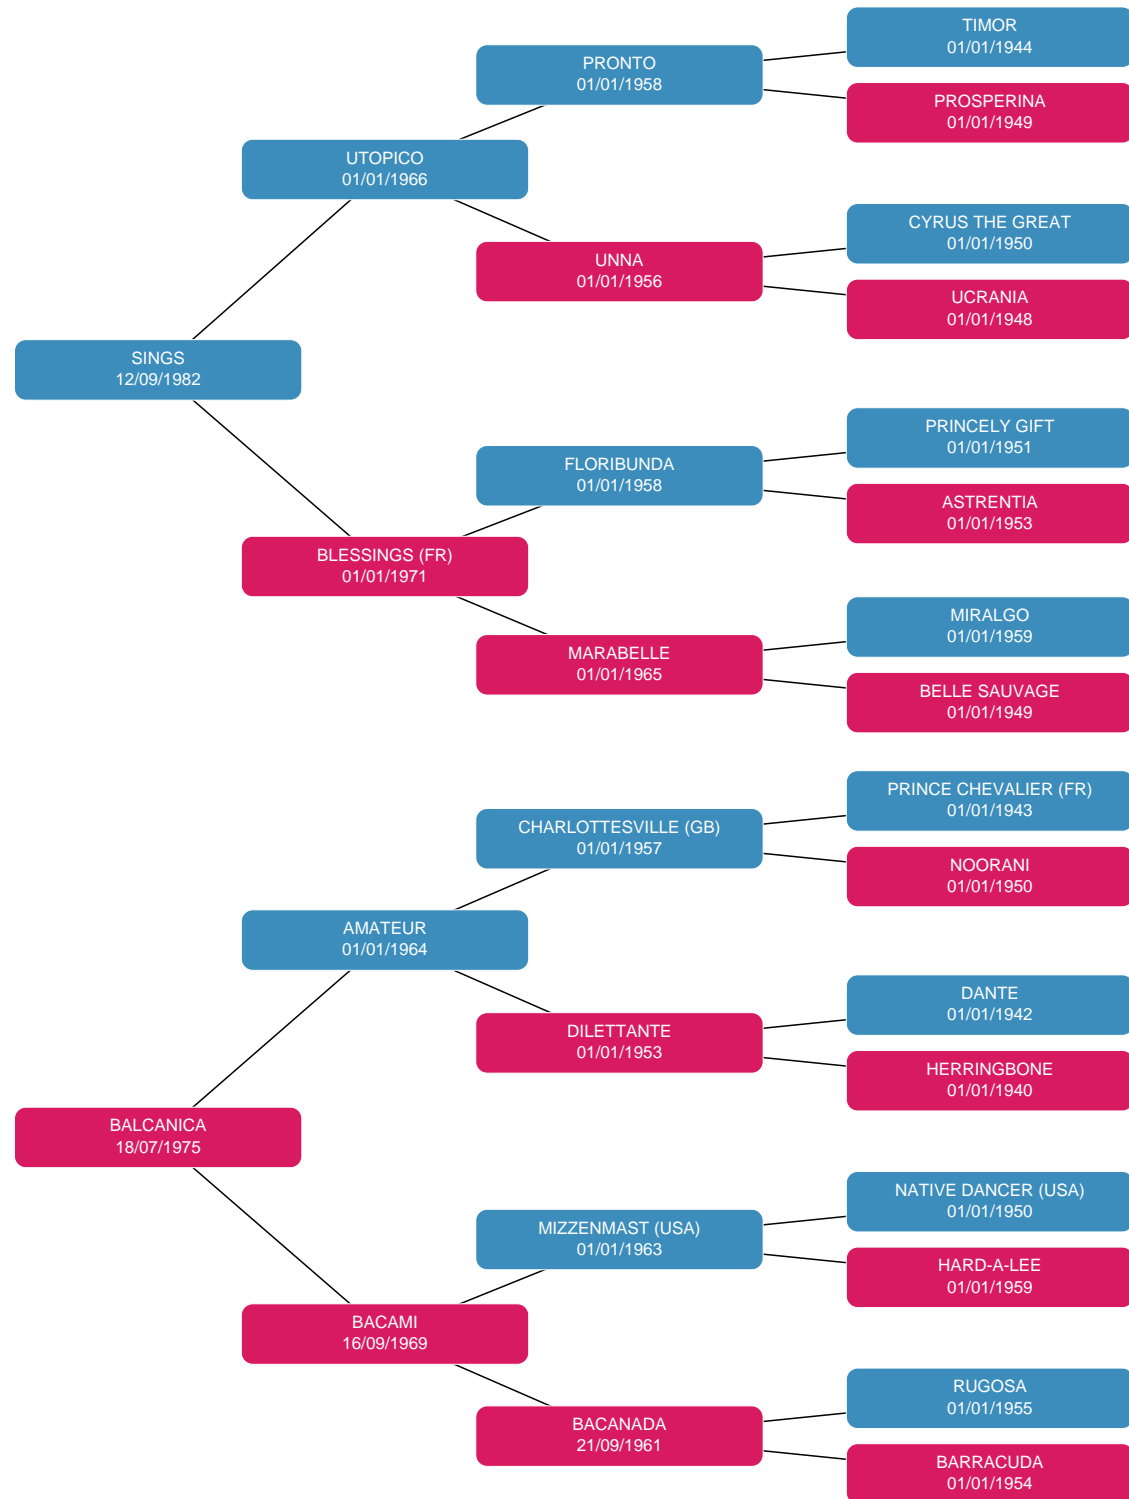 TIMOR
01/01/1944
PRONTO
01/01/1958
PROSPERINA
01/01/1949
UTOPICO
01/01/1966
CYRUS THE GREAT
01/01/1950
UNNA
01/01/1956
UCRANIA
01/01/1948
SINGS
12/09/1982
PRINCELY GIFT
01/01/1951
FLORIBUNDA
01/01/1958
ASTRENTIA
01/01/1953
BLESSINGS (FR)
01/01/1971
MIRALGO
01/01/1959
MARABELLE
01/01/1965
BELLE SAUVAGE
01/01/1949
PRINCE CHEVALIER (FR)
01/01/1943
CHARLOTTESVILLE (GB)
01/01/1957
NOORANI
01/01/1950
AMATEUR
01/01/1964
DANTE
01/01/1942
DILETTANTE
01/01/1953
HERRINGBONE
01/01/1940
BALCANICA
18/07/1975
NATIVE DANCER (USA)
01/01/1950
MIZZENMAST (USA)
01/01/1963
HARD-A-LEE
01/01/1959
BACAMI
16/09/1969
RUGOSA
01/01/1955
BACANADA
21/09/1961
BARRACUDA
01/01/1954